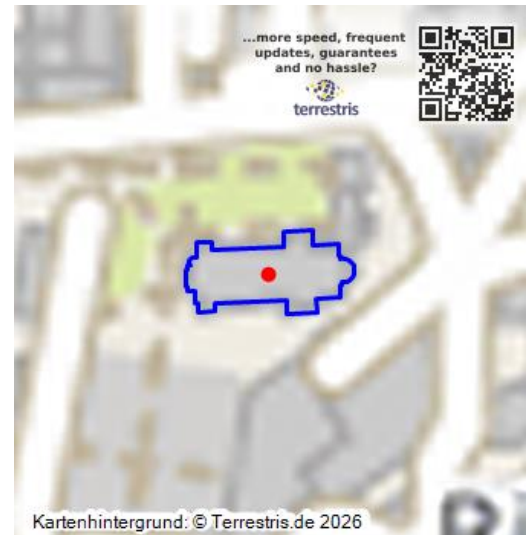 ...more speed, frequent
updates, guarantees
and no hassle?
terrestris
Kartenhintergrund: © Terrestris.de 2026